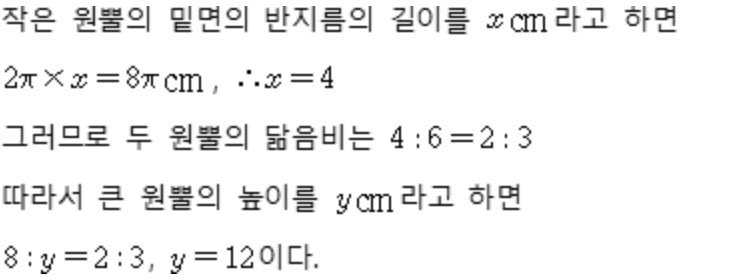 작은 원뿔의 밑면의 반지름의 길이를 x cm 라고 하면
2π×x=8π cm , ∴x=4
그러므로 두 원뿔의 닮음비는 4:6=2:3
따라서 큰 원뿔의 높이를 y cm 라고 하면
8:y=2:3, y=12이다.